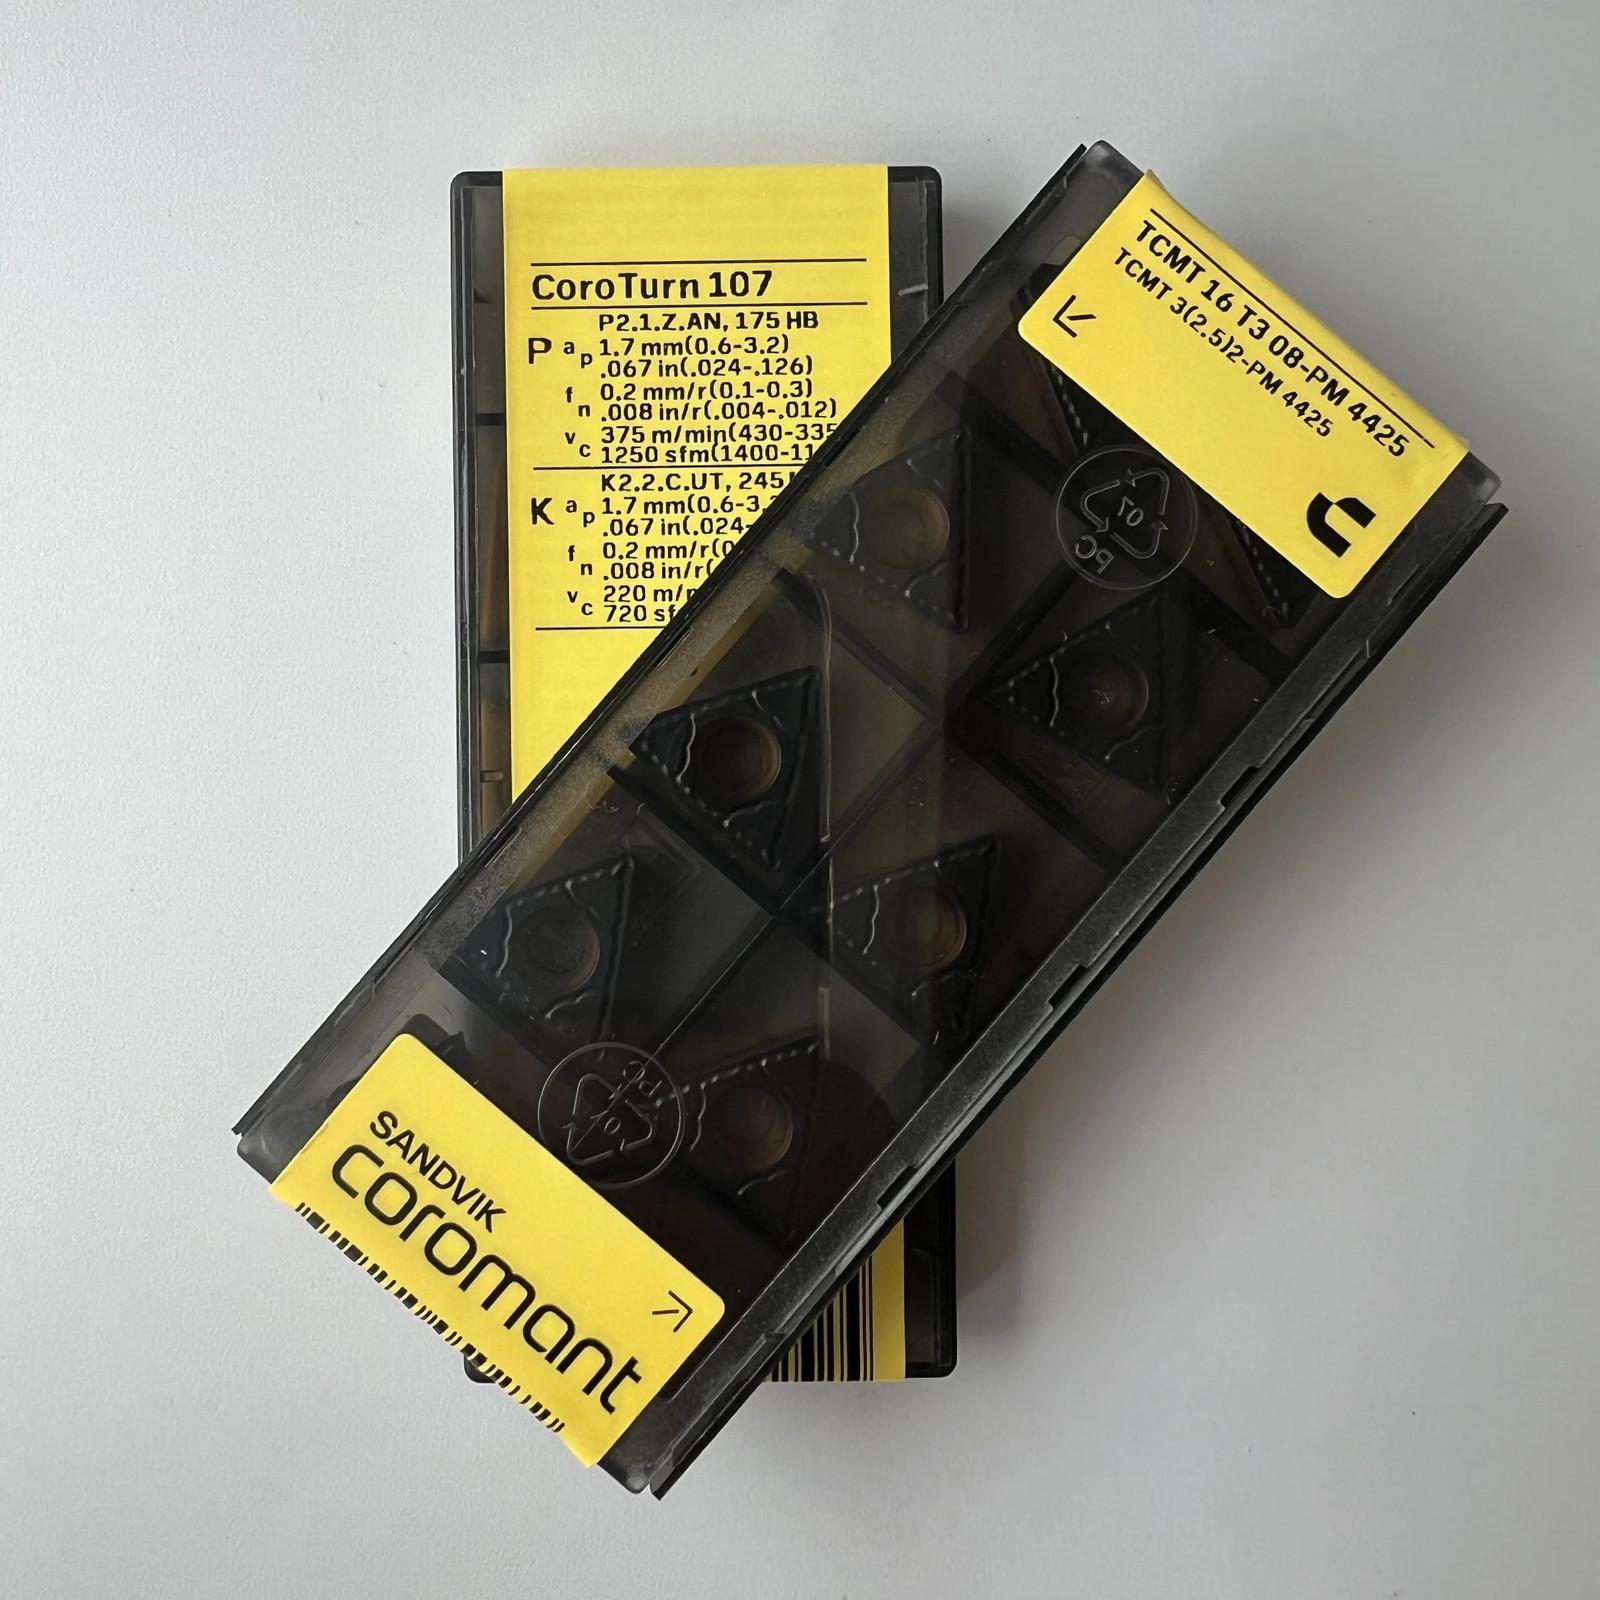 CoroTurn 107
P2.1.Z.AN, 175 HB
P ap 1.7 mm(0.6-3.2)
.067 in(.024-.126)
fn 0.2 mm/r(0.1-0.3)
.008 in/r(.004-.012)
vc 375 m/min(430-335
1250 sfm(1400-11
K2.2.C.UT, 245
K ap 1.7 mm(0.6-3.
.067 in(.024-
fn 0.2 mm/r(0
.008 in/r(
vc 220 m/
720
TCMT 16 T3 08-PM 4425
TCMT 3(2.5)2-PM 4425
07
PC
PC
07
SANDVIK
coromant